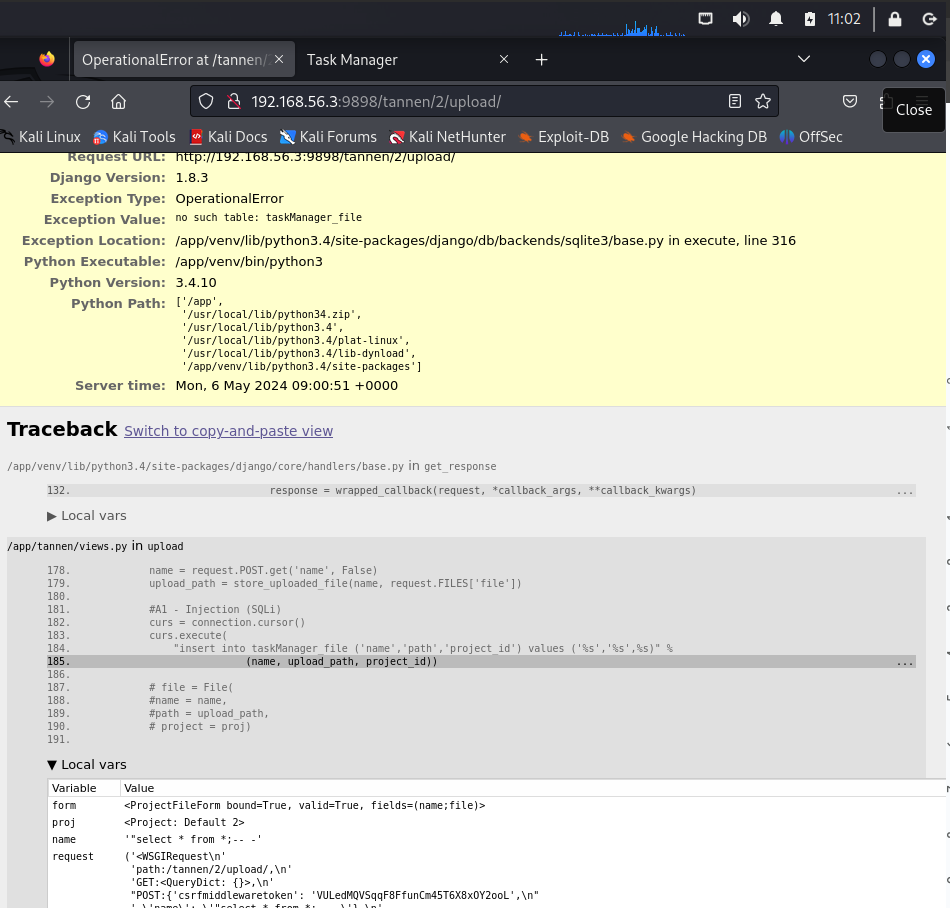 11:02
OperationalError at /tannen/2
Task Manager
192.168.56.3:9898/tannen/2/upload/
Close
Kali Linux Kali Tools Kali Docs Kali Forums Kali NetHunter Exploit-DB Google Hacking DB OffSec
Request URL: http://192.168.56.3:9898/tannen/2/upload/
Django Version: 1.8.3
Exception Type: OperationalError
Exception Value: no such table: taskManager_file
Exception Location: /app/venv/lib/python3.4/site-packages/django/db/backends/sqlite3/base.py in execute, line 316
Python Executable: /app/venv/bin/python3
Python Version: 3.4.10
Python Path: ['/app',
'/usr/local/lib/python34.zip',
'/usr/local/lib/python3.4',
'/usr/local/lib/python3.4/plat-linux',
'/usr/local/lib/python3.4/lib-dynload',
'/app/venv/lib/python3.4/site-packages']
Server time: Mon, 6 May 2024 09:00:51 +0000
Traceback Switch to copy-and-paste view
/app/venv/lib/python3.4/site-packages/django/core/handlers/base.py in get_response
132. response = wrapped_callback(request, *callback_args, **callback_kwargs) ...
▶ Local vars
/app/tannen/views.py in upload
178. name = request.POST.get('name', False)
179. upload_path = store_uploaded_file(name, request.FILES['file'])
180.
181. #A1 - Injection (SQLi)
182. curs = connection.cursor()
183. curs.execute(
184. "insert into taskManager_file ('name','path','project_id') values ('%s','%s',%s)" %
185. (name, upload_path, project_id)) ...
186.
187. # file = File(
188. #name = name,
189. #path = upload_path,
190. # project = proj)
191.
▼ Local vars
Variable Value
form <ProjectFileForm bound=True, valid=True, fields=(name;file)>
proj <Project: Default 2>
name '"select * from *;-- -'
request ('<WSGIRequest\n'
'path:/tannen/2/upload/,\n'
'GET:<QueryDict: {}>,\n'
"POST:{'csrfmiddlewaretoken': 'VULedMQVSqqF8FfunCm45T6X8xOY2ooL',\n"